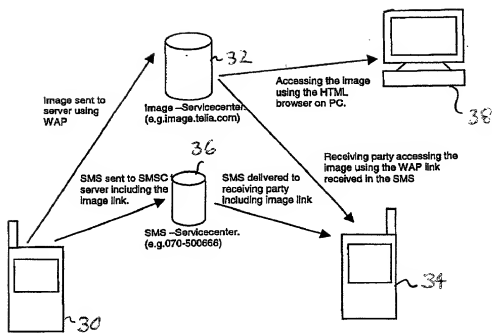 32
Image sent to
server using
WAP
Accessing the image
using the HTML
browser on PC.
Image –Servicecenter.
(e.g.image.telia.com)
38
36
SMS sent to SMSC
server including the
image link.
SMS delivered to
receiving party
including image link
Receiving party accessing the
image using the WAP link
received in the SMS
SMS –Servicecenter.
(e.g.070-500666)
34
30